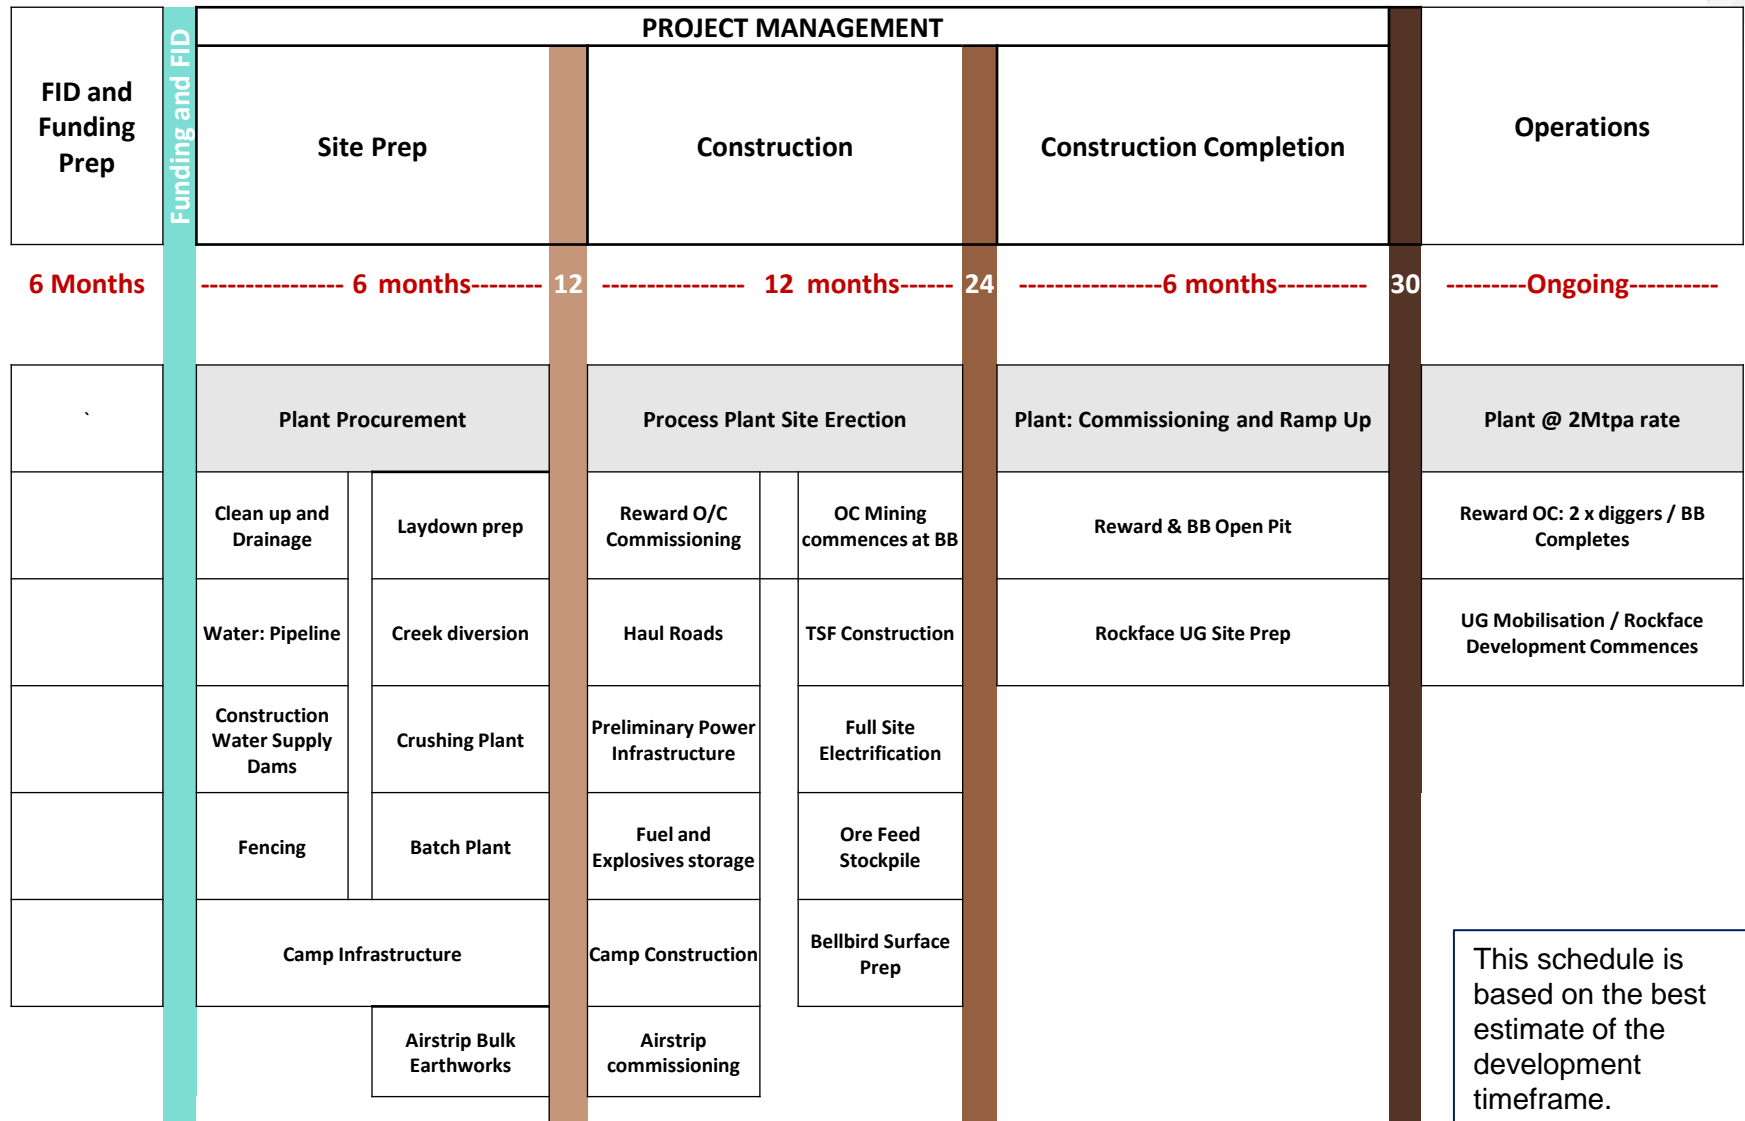 PROJECT MANAGEMENT
FID and
Funding
Prep
Funding and FID
Site Prep
Construction
Construction Completion
Operations
6 Months
--------------- 6 months--------
12
--------------- 12 months------
24
----------------6 months----------
30
---------Ongoing----------
`
Plant Procurement
Process Plant Site Erection
Plant: Commissioning and Ramp Up
Plant @ 2Mtpa rate
Clean up and
Drainage
Laydown prep
Reward O/C
Commissioning
OC Mining
commences at BB
Reward & BB Open Pit
Reward OC: 2 x diggers / BB
Completes
Water: Pipeline
Creek diversion
Haul Roads
TSF Construction
Rockface UG Site Prep
UG Mobilisation / Rockface
Development Commences
Construction
Water Supply
Dams
Crushing Plant
Preliminary Power
Infrastructure
Full Site
Electrification
Fencing
Batch Plant
Fuel and
Explosives storage
Ore Feed
Stockpile
Camp Infrastructure
Camp Construction
Bellbird Surface
Prep
Airstrip Bulk
Earthworks
Airstrip
commissioning
This schedule is
based on the best
estimate of the
development
timeframe.